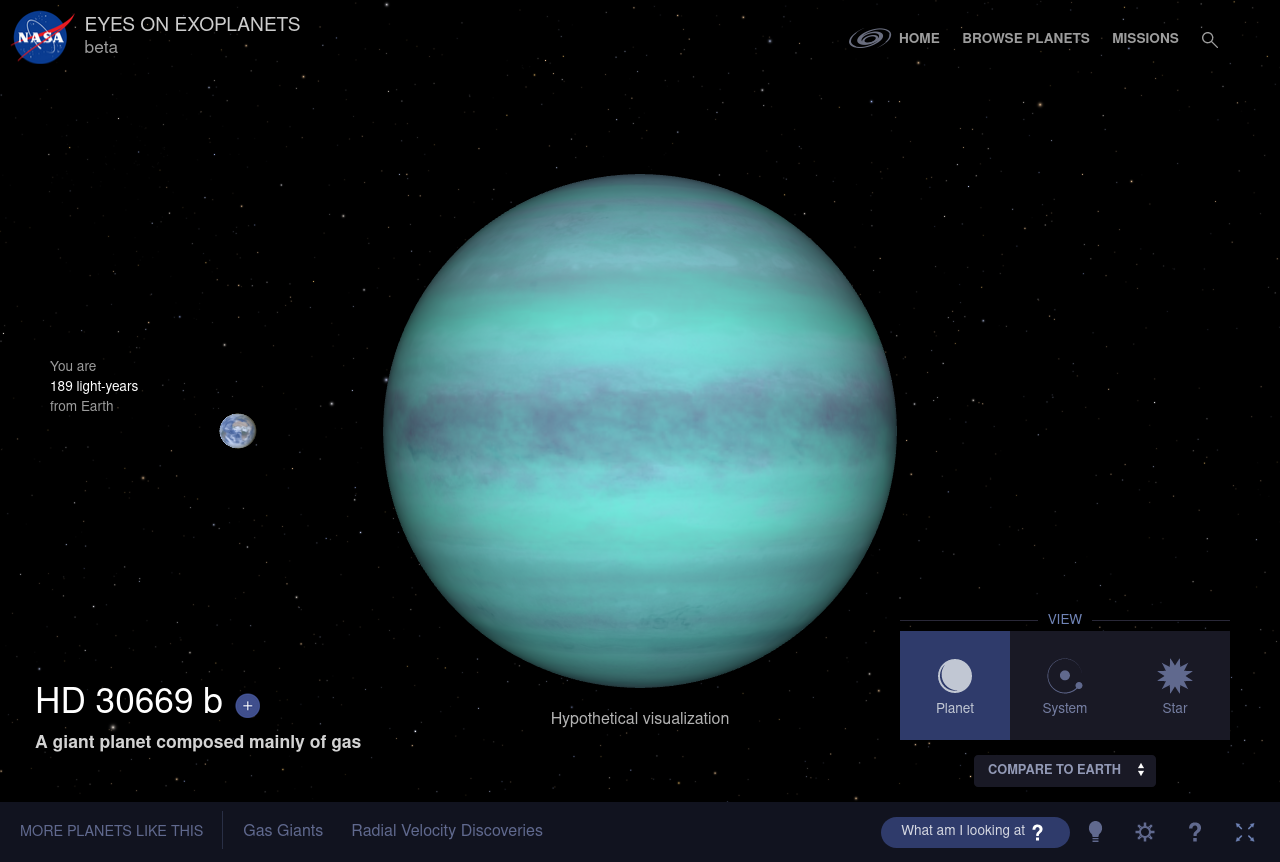 NASA
EYES ON EXOPLANETS
beta
HOME
BROWSE PLANETS
MISSIONS
You are
189 light-years
from Earth
HD 30669 b +
A giant planet composed mainly of gas
Hypothetical visualization
VIEW
Planet
System
Star
COMPARE TO EARTH
MORE PLANETS LIKE THIS
Gas Giants
Radial Velocity Discoveries
What am I looking at ?
?